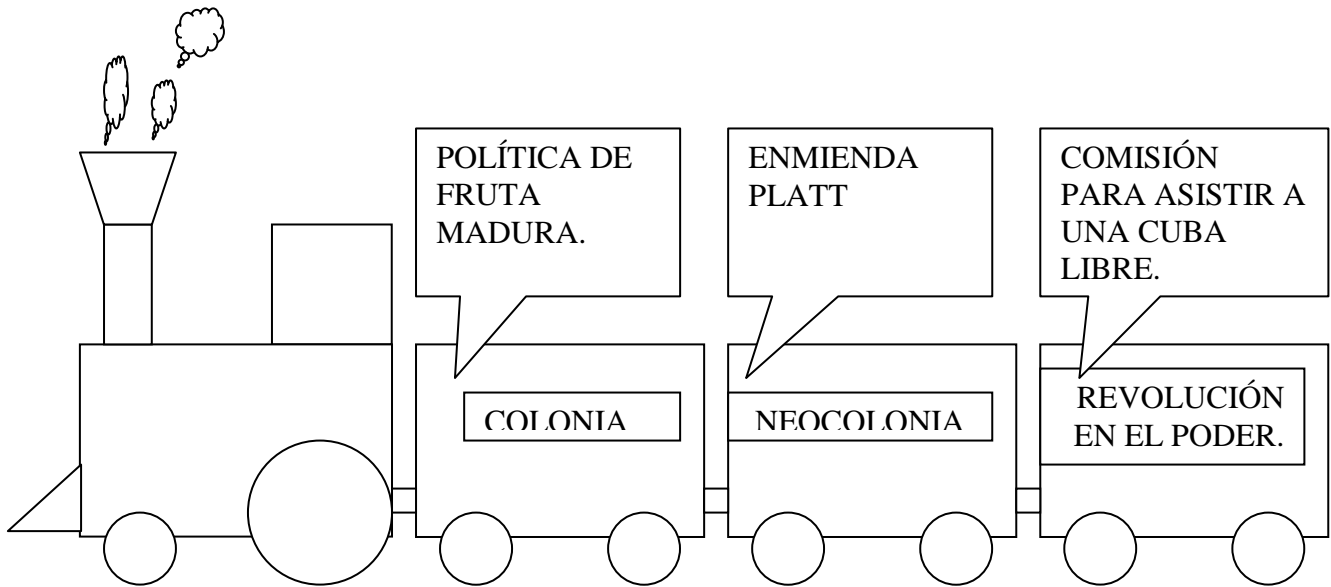 POLÍTICA DE
FRUTA
MADURA.
ENMIENDA
PLATT
COMISIÓN
PARA ASISTIR A
UNA CUBA
LIBRE.
COLONIA
NEOCOLONIA
REVOLUCIÓN
EN EL PODER.